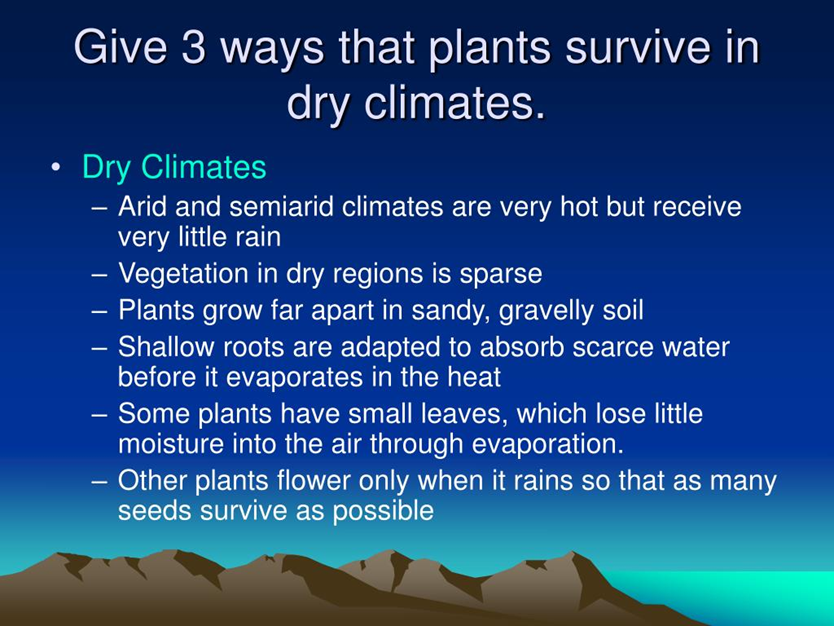 Give 3 ways that plants survive in
dry climates.
• Dry Climates
– Arid and semiarid climates are very hot but receive
very little rain
– Vegetation in dry regions is sparse
– Plants grow far apart in sandy, gravelly soil
– Shallow roots are adapted to absorb scarce water
before it evaporates in the heat
– Some plants have small leaves, which lose little
moisture into the air through evaporation.
– Other plants flower only when it rains so that as many
seeds survive as possible